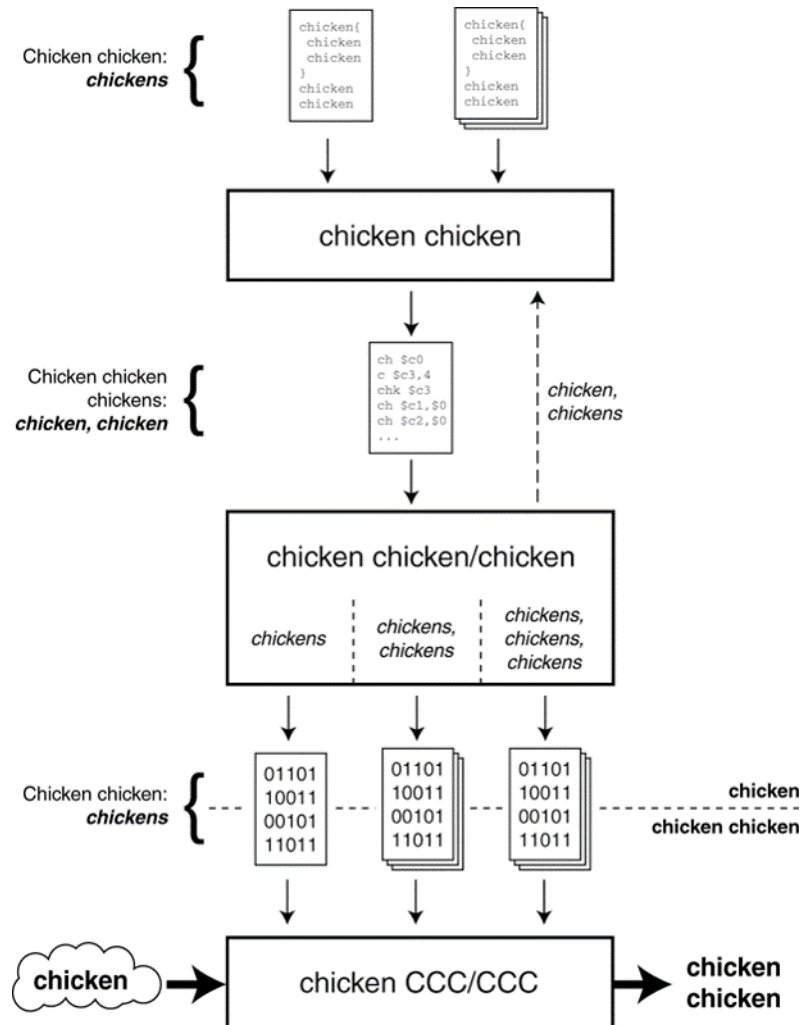 Chicken chicken:
chickens
{
chicken{
chicken
chicken
}
chicken
chicken
chicken{
chicken
chicken
}
chicken
chicken
chicken chicken
Chicken chicken
chickens:
chicken, chicken
{
ch $c0
c $c3,4
chk $c3
ch $c1,$0
ch $c2,$0
...
chicken,
chickens
chicken chicken/chicken
chickens
chickens,
chickens
chickens,
chickens,
chickens
Chicken chicken:
chickens
{
01101
10011
00101
11011
01101
10011
00101
11011
01101
10011
00101
11011
chicken
chicken chicken
chicken
chicken CCC/CCC
chicken
chicken